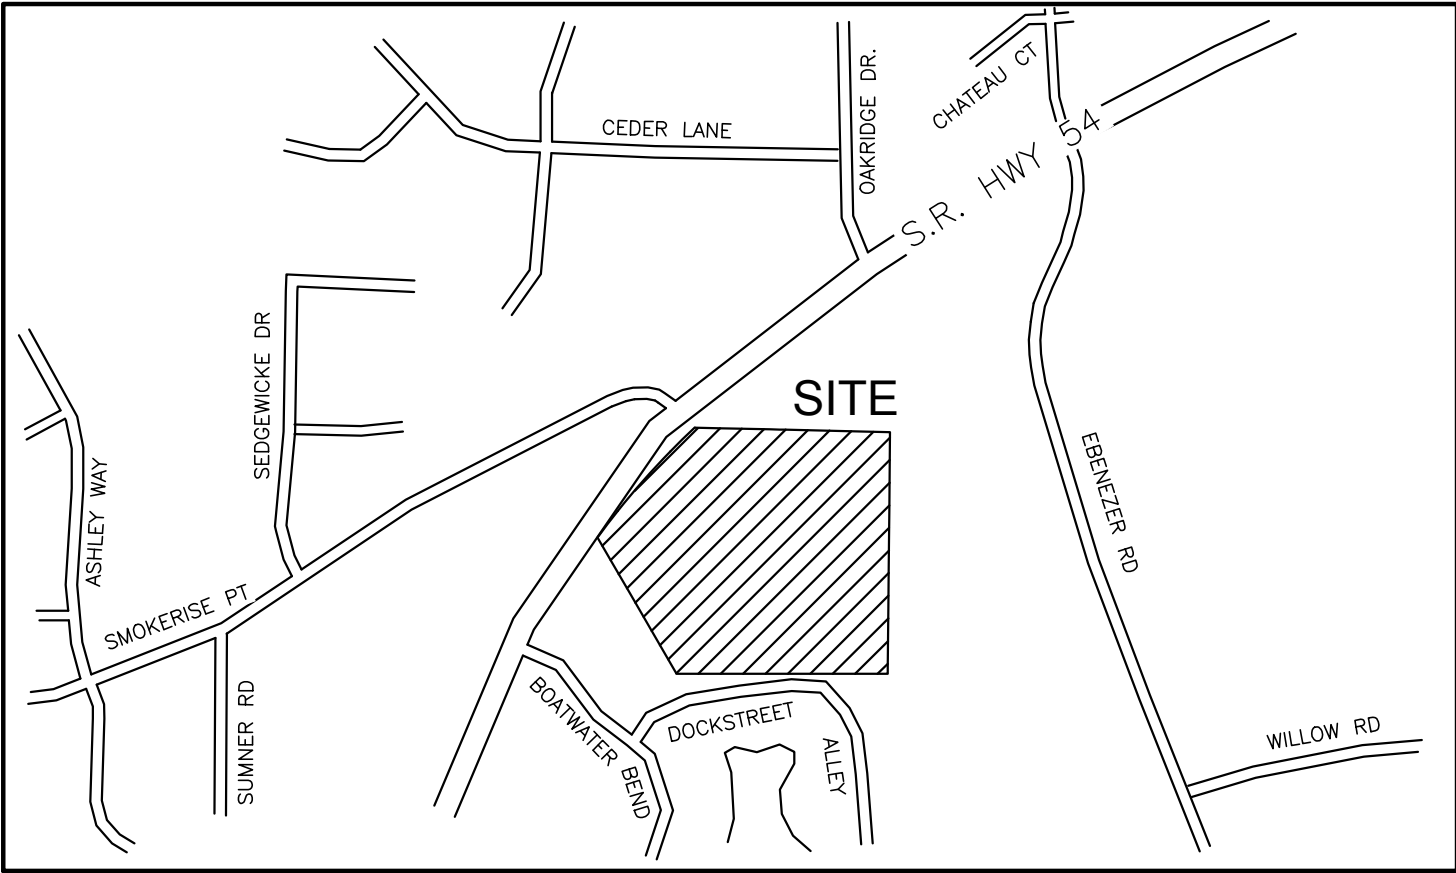 CHATEAU CT
OAKRIDGE DR.
CEDER LANE
S.R. HWY 54
SEDGEWICKE DR
SITE
ASHLEY WAY
EBENEZER RD
SMOKERISE PT
SUMNER RD
BOATWATER BEND
DOCKSTREET ALLEY
WILLOW RD